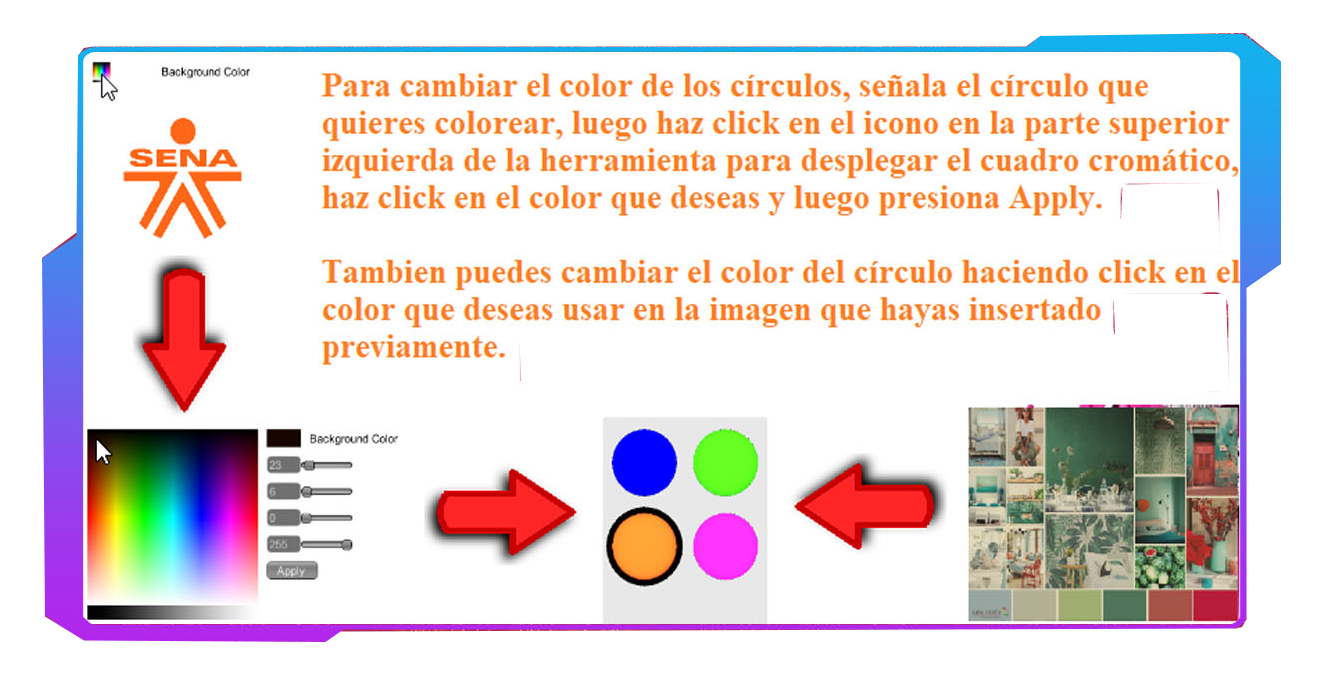 Background Color
SENA
Para cambiar el color de los círculos, señala el círculo que
quieres colorear, luego haz click en el icono en la parte superior
izquierda de la herramienta para desplegar el cuadro cromático,
haz click en el color que deseas y luego presiona Apply.
Tambien puedes cambiar el color del círculo haciendo click en el
color que deseas usar en la imagen que hayas insertado
previamente.
Background Color
23
6
0
255
Apply